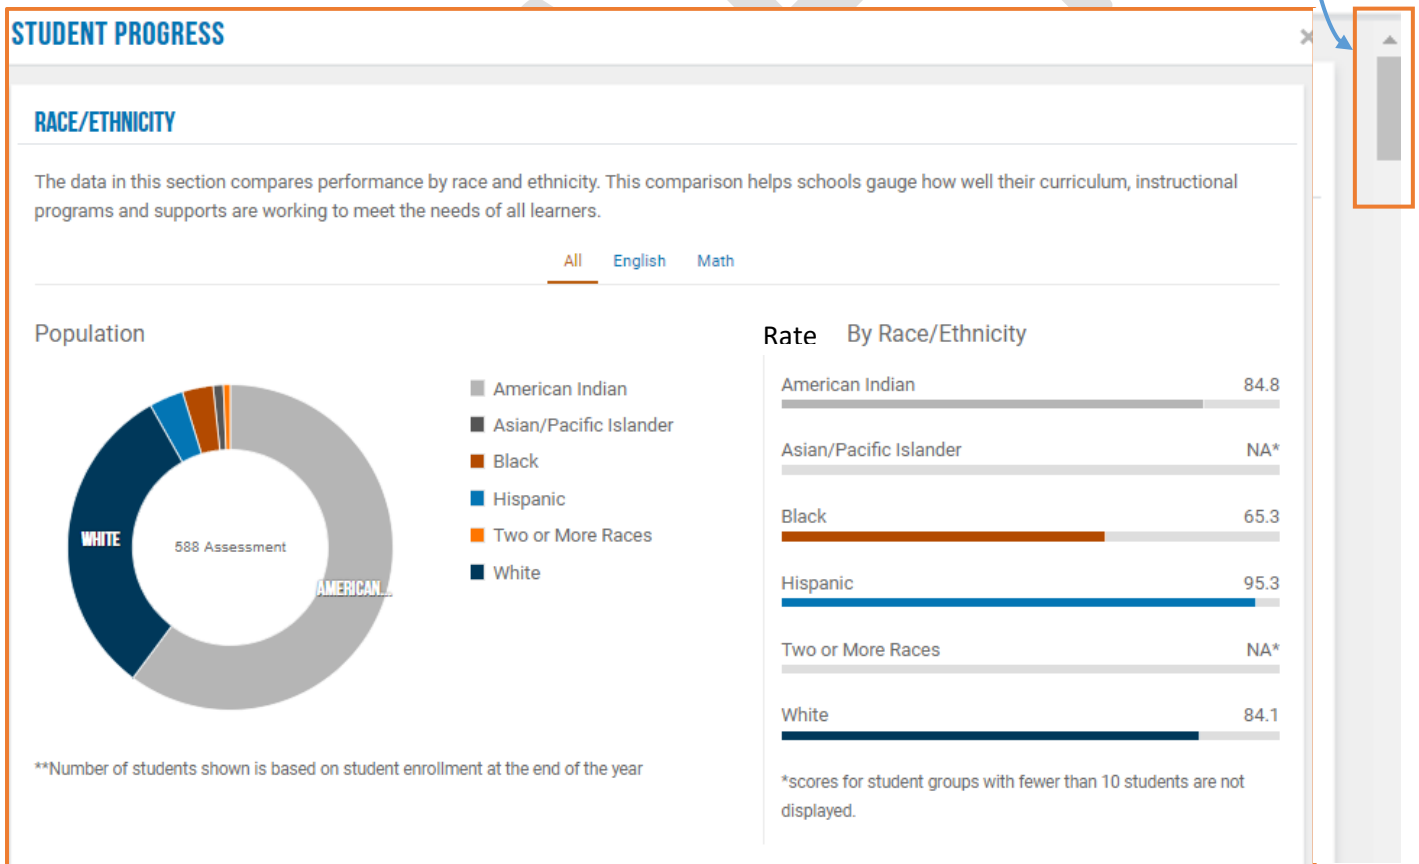 STUDENT PROGRESS
×
RACE/ETHNICITY
The data in this section compares performance by race and ethnicity. This comparison helps schools gauge how well their curriculum, instructional
programs and supports are working to meet the needs of all learners.
All English Math
Population
WHITE
588 Assessment
AMERICAN...
American Indian
Asian/Pacific Islander
Black
Hispanic
Two or More Races
White
**Number of students shown is based on student enrollment at the end of the year
Rate By Race/Ethnicity
American Indian 84.8
Asian/Pacific Islander NA*
Black 65.3
Hispanic 95.3
Two or More Races NA*
White 84.1
*scores for student groups with fewer than 10 students are not
displayed.